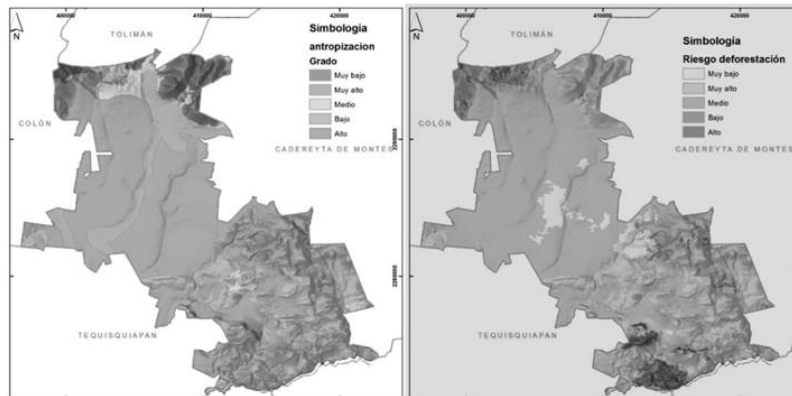 400000 410000 420000
N
TOLIMÁN
Simbología
antropizacion
Grado
Muy bajo
Muy alto
Medio
Bajo
Alto
COLÓN
CADEREYTA DE MONTES
TEQUISQUIAPAN
400000 410000 420000
N
TOLIMÁN
Simbología
Riesgo deforestación
Muy bajo
Muy alto
Medio
Bajo
Alto
COLÓN
CADEREYTA DE MONTES
TEQUISQUIAPAN